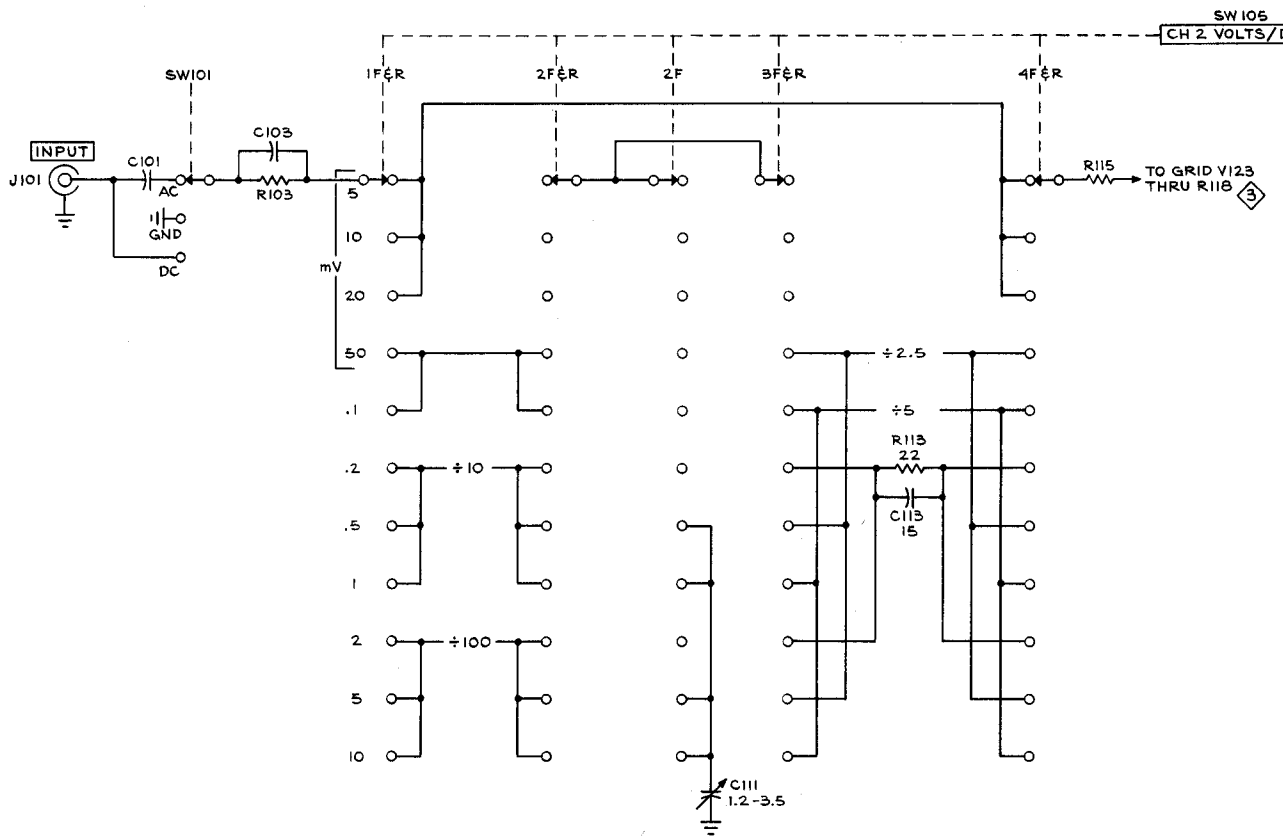 SW105
CH 2 VOLTS/D
SW101
1F&R
2F&R
2F
3F&R
4F&R
INPUT
J101
C101
AC
GND
DC
C103
R103
R115
TO GRID V123
THRU R118
3
mV
5
10
20
50
÷2.5
.1
÷5
.2
÷10
R113
22
C113
15
.5
1
2
÷100
5
10
C111
1.2-3.5